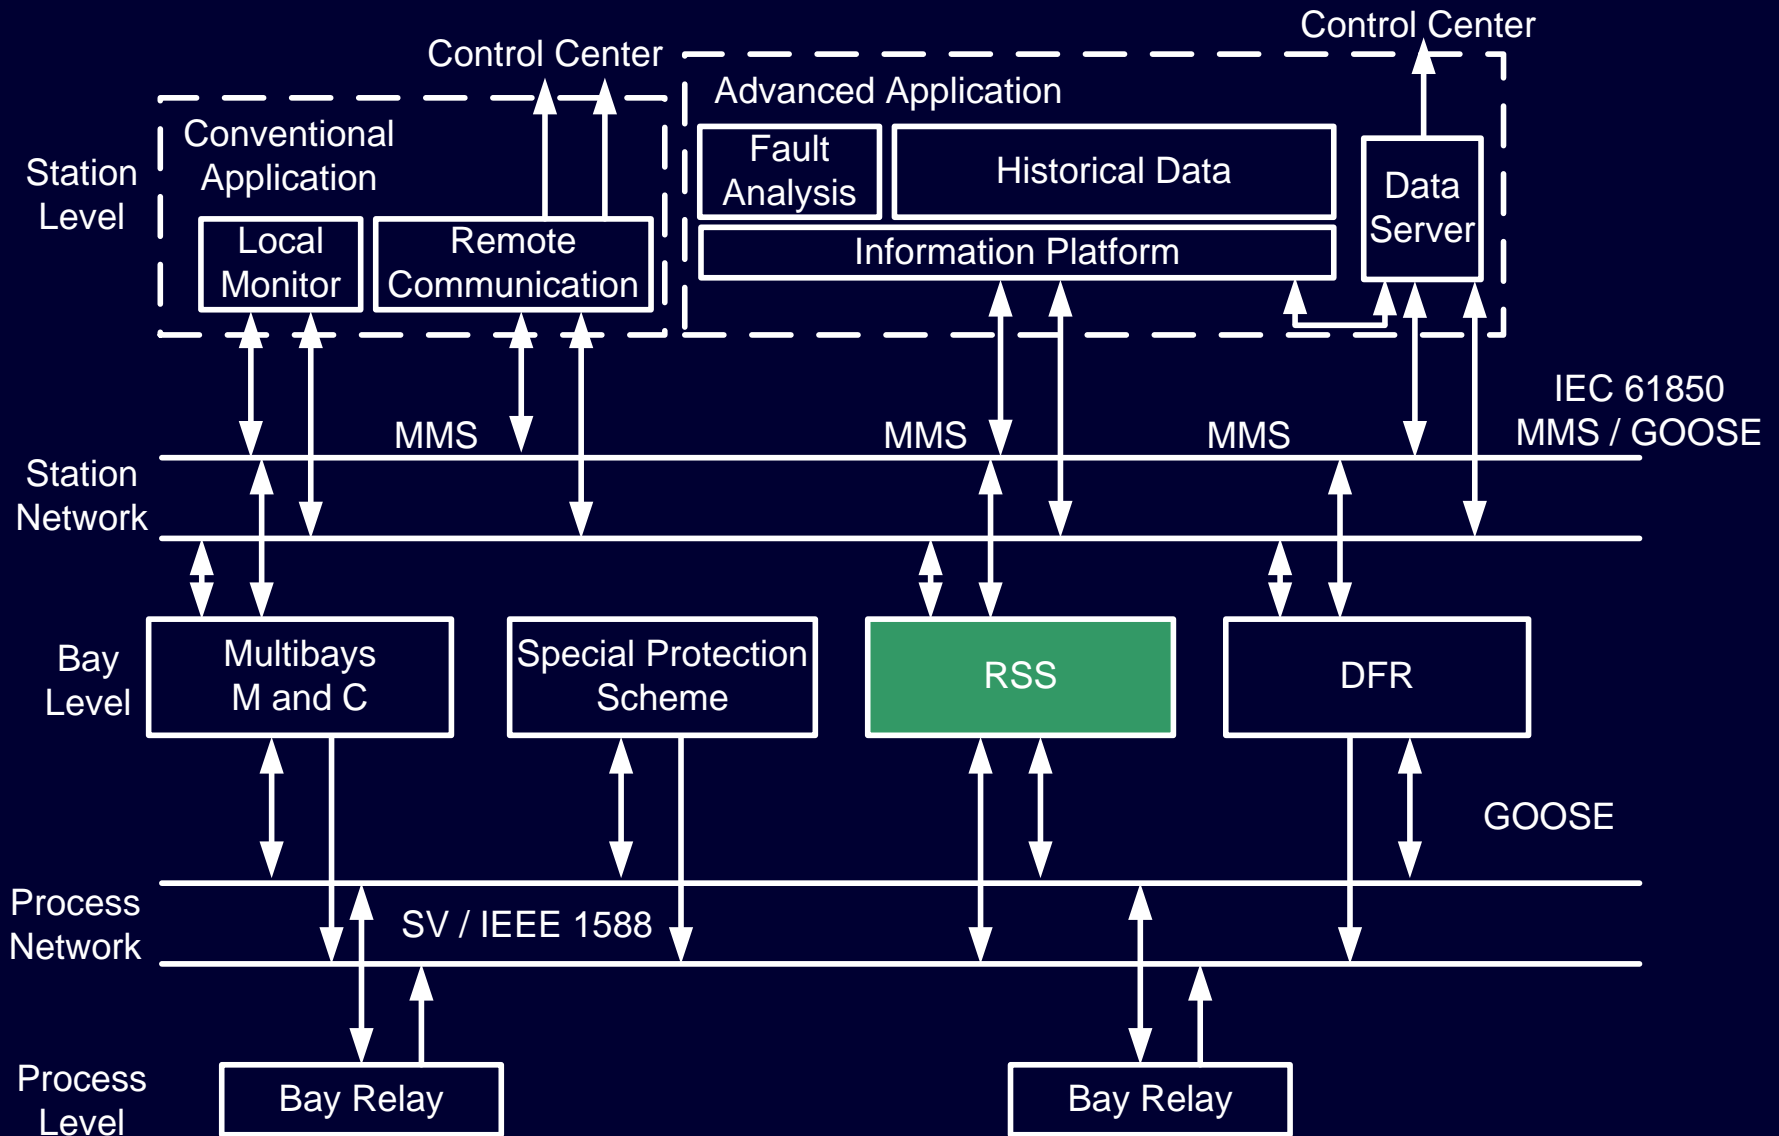 Control Center
Control Center
Advanced Application
Conventional
Application
Station
Level
Fault
Analysis
Historical Data
Data
Server
Local
Monitor
Remote
Communication
Information Platform
IEC 61850
MMS / GOOSE
MMS
MMS
MMS
Station
Network
Bay
Level
Multibays
M and C
Special Protection
Scheme
RSS
DFR
GOOSE
Process
Network
SV / IEEE 1588
Process
Level
Bay Relay
Bay Relay